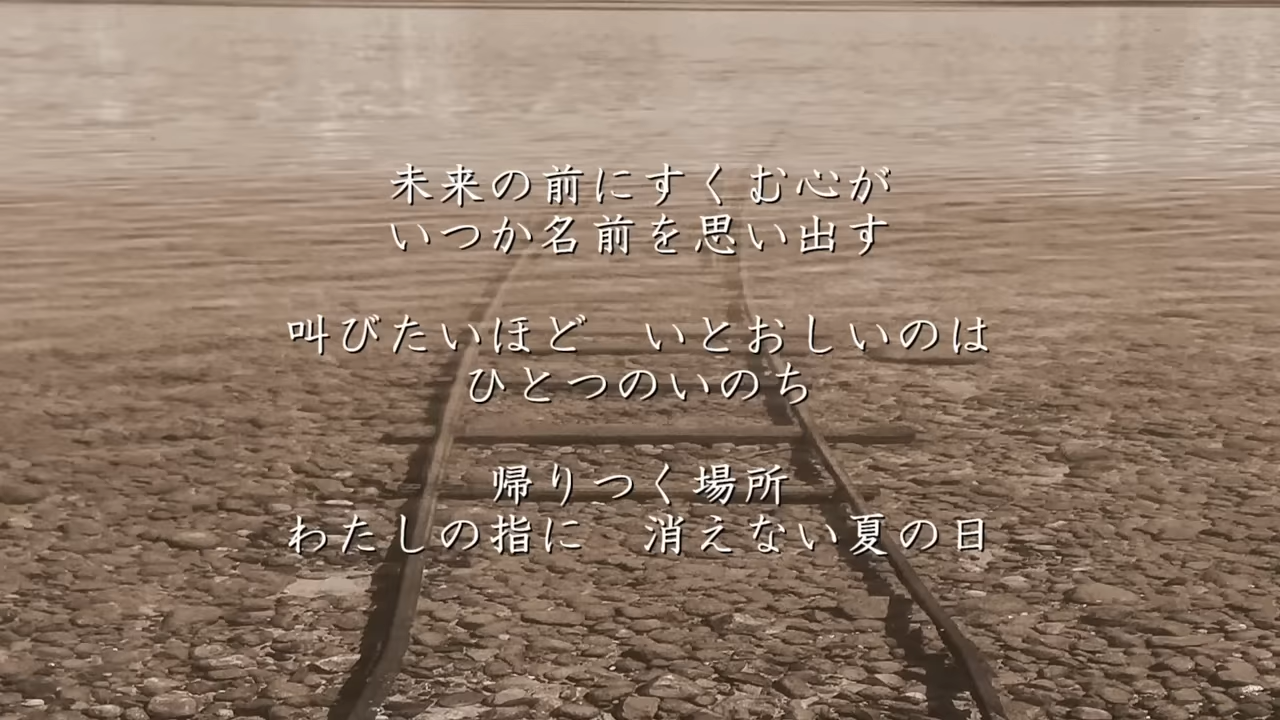 未来の前にすくむ心が
いつか名前を思い出す
叫びたいほど　いとおしいのは
ひとつのいのち
帰りつく場所
わたしの指に　消えない夏の日